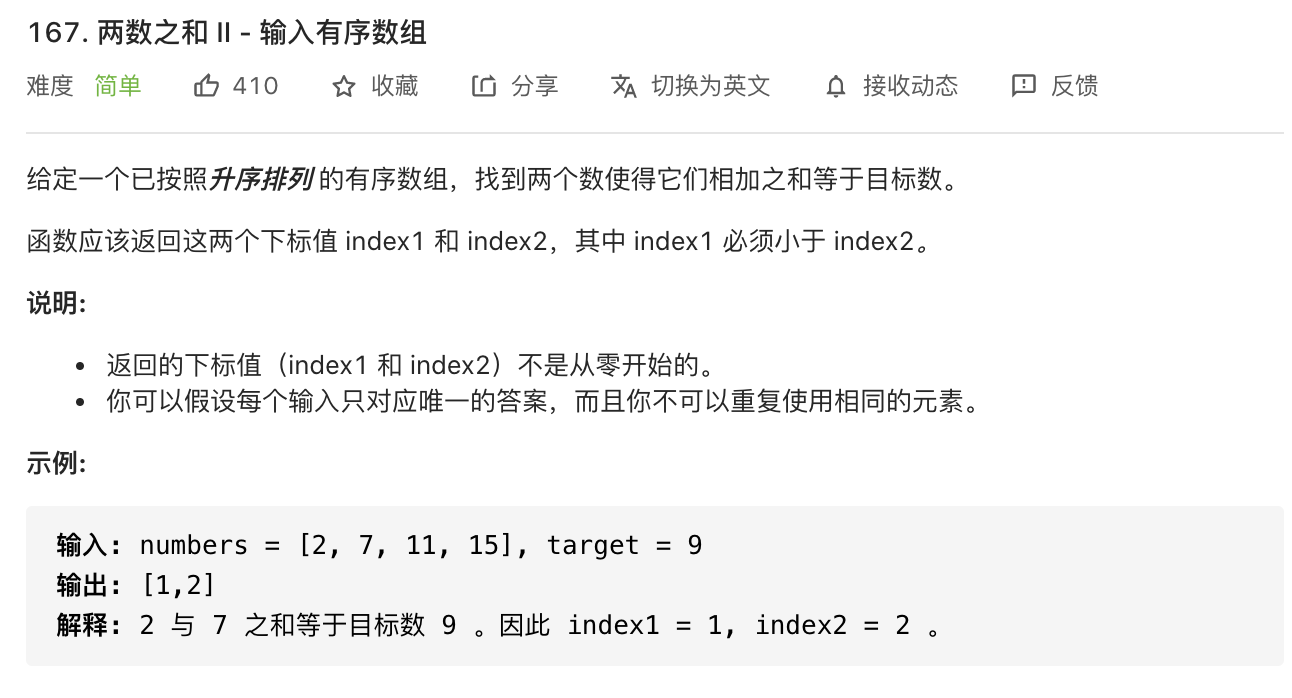 167. 两数之和 II - 输入有序数组
难度 简单 410 收藏 分享 切换为英文 接收动态 反馈
给定一个已按照升序排列 的有序数组，找到两个数使得它们相加之和等于目标数。
函数应该返回这两个下标值 index1 和 index2，其中 index1 必须小于 index2。
说明:
• 返回的下标值（index1 和 index2）不是从零开始的。
• 你可以假设每个输入只对应唯一的答案，而且你不可以重复使用相同的元素。
示例:
输入: numbers = [2, 7, 11, 15], target = 9
输出: [1,2]
解释: 2 与 7 之和等于目标数 9 。因此 index1 = 1, index2 = 2 。